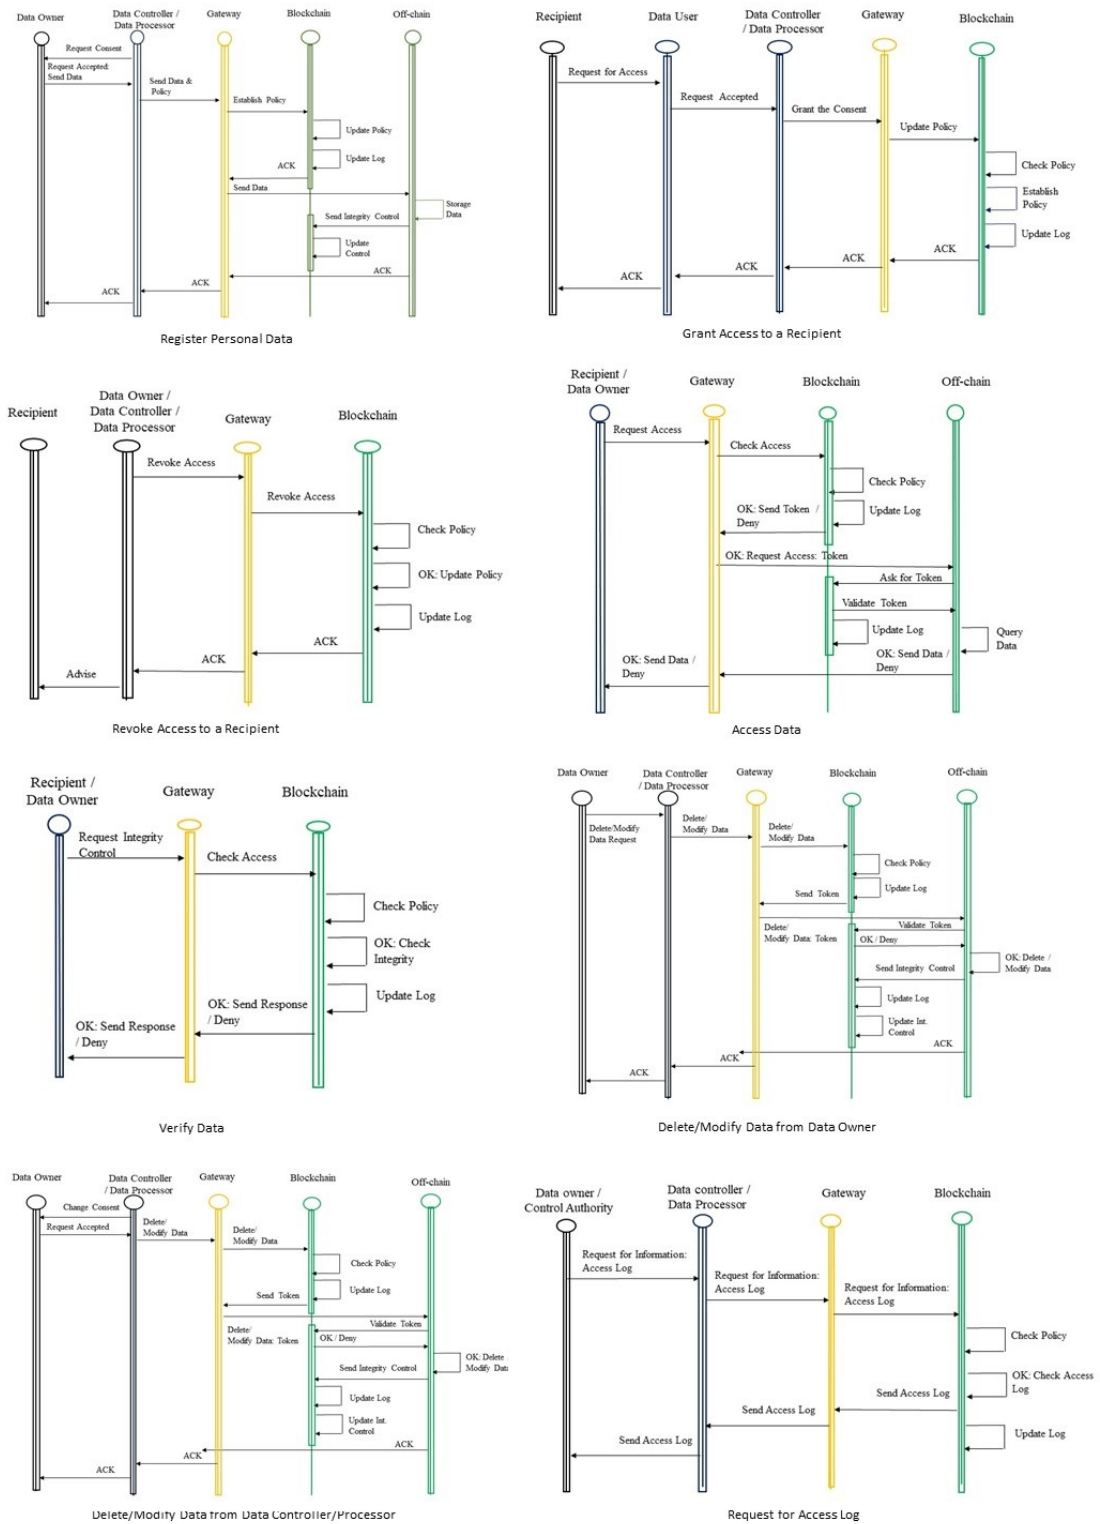 Data Owner
Data Controller /
Data Processor
Gateway
Blockchain
Off-chain
Request Consent
Request Accepted:
Send Data
Send Data &
Policy
Establish Policy
Update Policy
Update Log
ACK
Send Data
Storage
Data
Send Integrity Control
Update
Control
ACK
ACK
ACK
Register Personal Data
Recipient
Data User
Data Controller
/ Data Processor
Gateway
Blockchain
Request for Access
Request Accepted
Grant the Consent
Update Policy
Check Policy
Establish
Policy
Update Log
ACK
ACK
ACK
ACK
Grant Access to a Recipient
Recipient
Data Owner /
Data Controller /
Data Processor
Gateway
Blockchain
Revoke Access
Revoke Access
Check Policy
OK: Update Policy
Update Log
ACK
ACK
Advise
Revoke Access to a Recipient
Recipient /
Data Owner
Gateway
Blockchain
Off-chain
Request Access
Check Access
Check Policy
Update Log
OK: Send Token /
Deny
OK: Request Access: Token
Ask for Token
Validate Token
Update Log
Query
Data
OK: Send Data /
Deny
OK: Send Data /
Deny
Access Data
Recipient /
Data Owner
Gateway
Blockchain
Request Integrity
Control
Check Access
Check Policy
OK: Check
Integrity
Update Log
OK: Send Response
/ Deny
OK: Send Response
/ Deny
Verify Data
Data Owner
Data Controller
/ Data Processor
Gateway
Blockchain
Off-chain
Delete/Modify
Data Request
Delete/
Modify Data
Delete/
Modify Data
Check Policy
Update Log
Send Token
Delete/
Modify Data: Token
Validate Token
OK / Deny
OK: Delete /
Modify Data
Send Integrity Control
Update Log
Update Int.
Control
ACK
ACK
ACK
Delete/Modify Data from Data Owner
Data Owner
Data Controller
/ Data Processor
Gateway
Blockchain
Off-chain
Change Consent
Request Accepted
Delete/
Modify Data
Delete/
Modify Data
Check Policy
Update Log
Send Token
Delete/
Modify Data: Token
Validate Token
OK / Deny
OK: Delete
Modify Data
Send Integrity Control
Update Log
Update Int.
Control
ACK
ACK
ACK
Delete/Modify Data from Data Controller/Processor
Data owner /
Control Authority
Data controller /
Data Processor
Gateway
Blockchain
Request for Information:
Access Log
Request for Information:
Access Log
Request for Information:
Access Log
Check Policy
OK: Check Access
Log
Send Access Log
Send Access Log
Update Log
Send Access Log
Request for Access Log